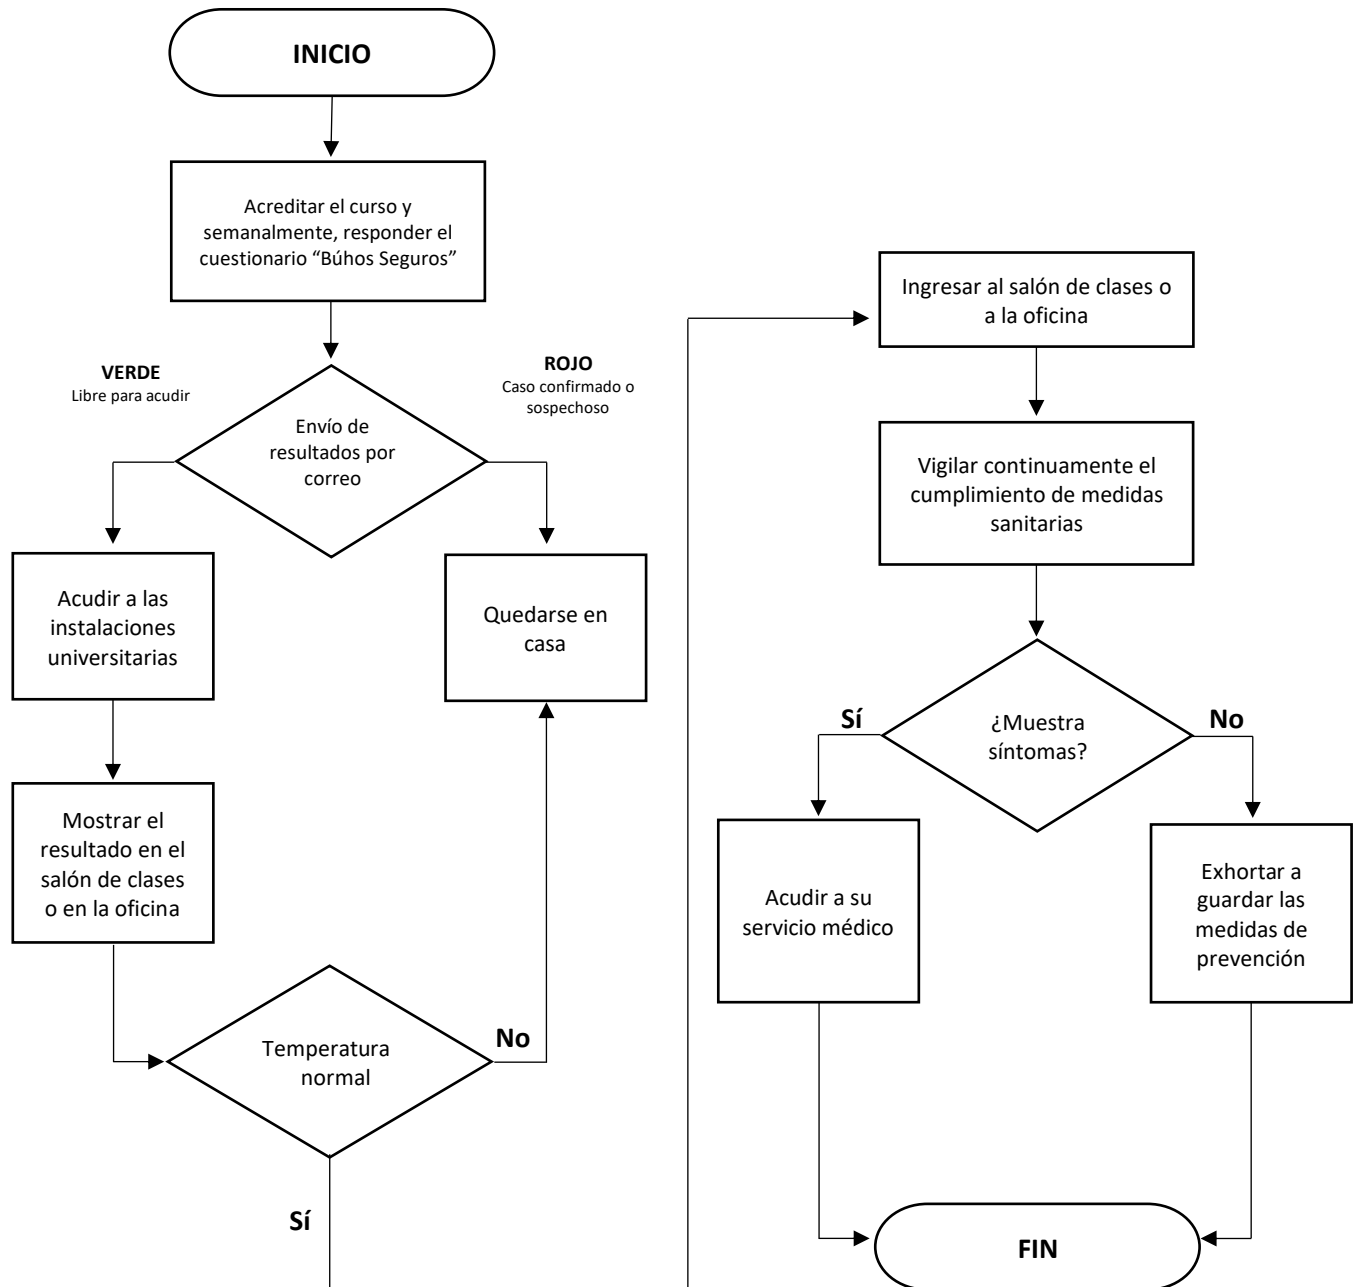 INICIO
Acreditar el curso y
semanalmente, responder el
cuestionario “Búhos Seguros”
VERDE
Libre para acudir
ROJO
Caso confirmado o
sospechoso
Envío de
resultados por
correo
Acudir a las
instalaciones
universitarias
Quedarse en
casa
Mostrar el
resultado en el
salón de clases
o en la oficina
Temperatura
normal
No
Sí
Ingresar al salón de clases o
a la oficina
Vigilar continuamente el
cumplimiento de medidas
sanitarias
¿Muestra
síntomas?
Sí
No
Acudir a su
servicio médico
Exhortar a
guardar las
medidas de
prevención
FIN